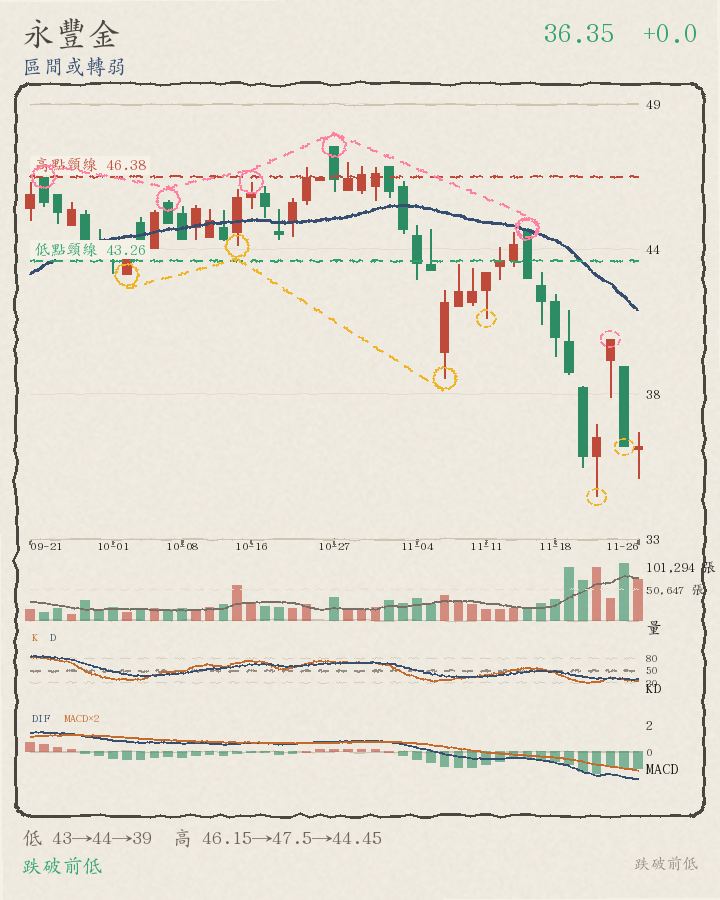 永豐金
36.35 +0.0
區間或轉弱
49
高點頸線 46.38
44
低點頸線 43.26
38
33
09-21 10-01 10-08 10-16 10-27 11-04 11-11 11-18 11-26
101,294 張
50,647 張
量
K D
80
50
20
KD
DIF MACD×2
2
0
MACD
低 43→44→39 高 46.15→47.5→44.45
跌破前低
跌破前低